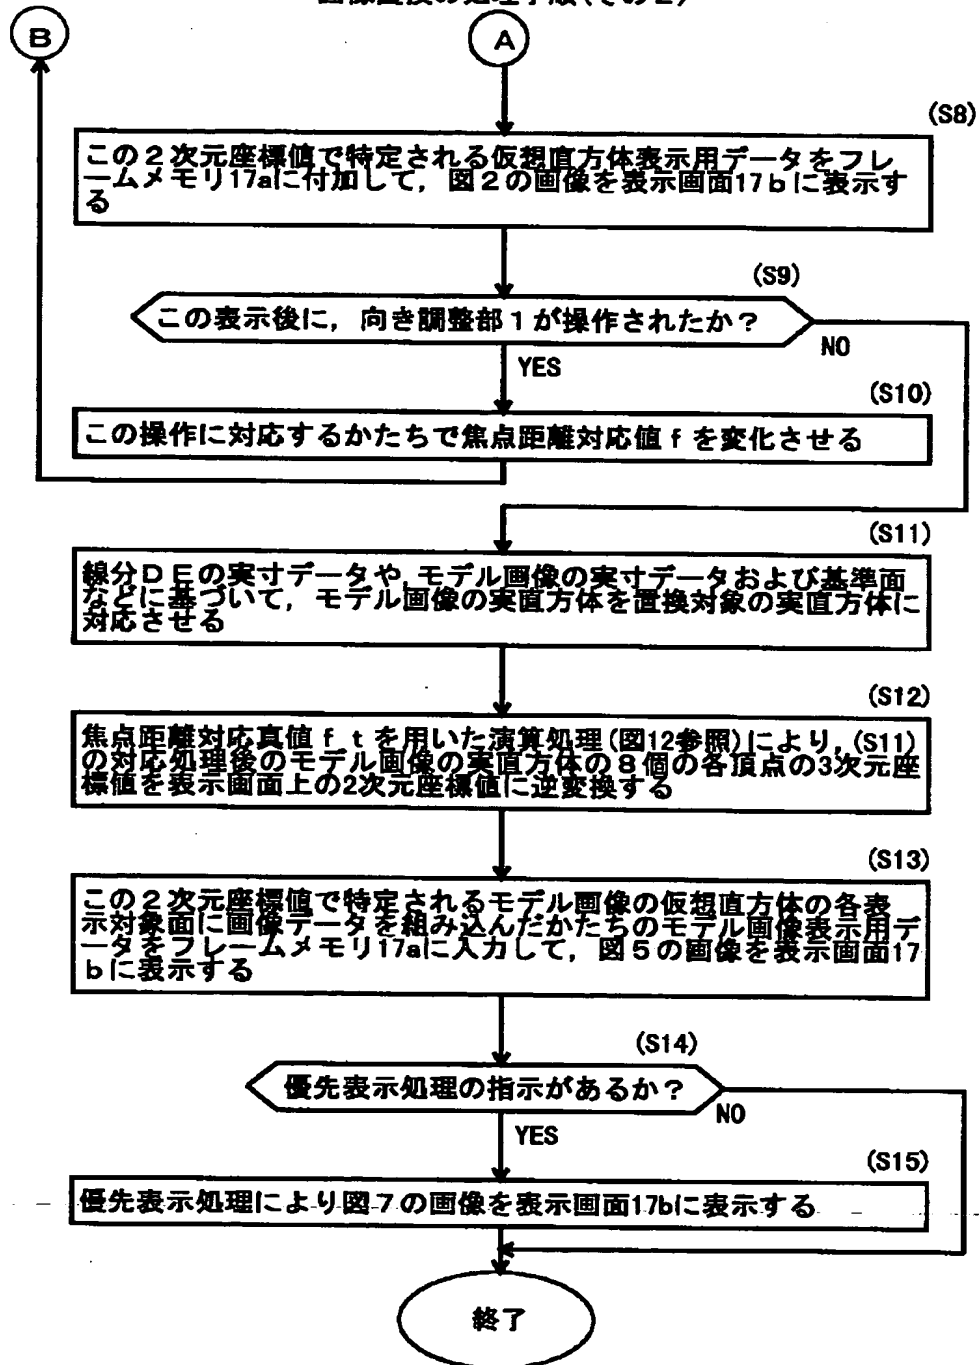 画像置換の処理手順(その2)
B
A
(S8)
この2次元座標値で特定される仮想直方体表示用データをフレ
ームメモリ17aに付加して，図2の画像を表示画面17bに表示す
る
(S9)
この表示後に，向き調整部1が操作されたか？
NO
YES
(S10)
この操作に対応するかたちで焦点距離対応値fを変化させる
(S11)
線分DEの実寸データや，モデル画像の実寸データおよび基準面
などに基づいて，モデル画像の実直方体を置換対象の実直方体に
対応させる
(S12)
焦点距離対応真値ftを用いた演算処理(図12参照)により，(S11)
の対応処理後のモデル画像の実直方体の8個の各頂点の3次元座
標値を表示画面上の2次元座標値に逆変換する
(S13)
この2次元座標値で特定されるモデル画像の仮想直方体の各表
示対象面に画像データを組み込んだかたちのモデル画像表示用デ
ータをフレームメモリ17aに入力して，図5の画像を表示画面17
bに表示する
(S14)
優先表示処理の指示があるか？
NO
YES
(S15)
優先表示処理により図7の画像を表示画面17bに表示する
終了